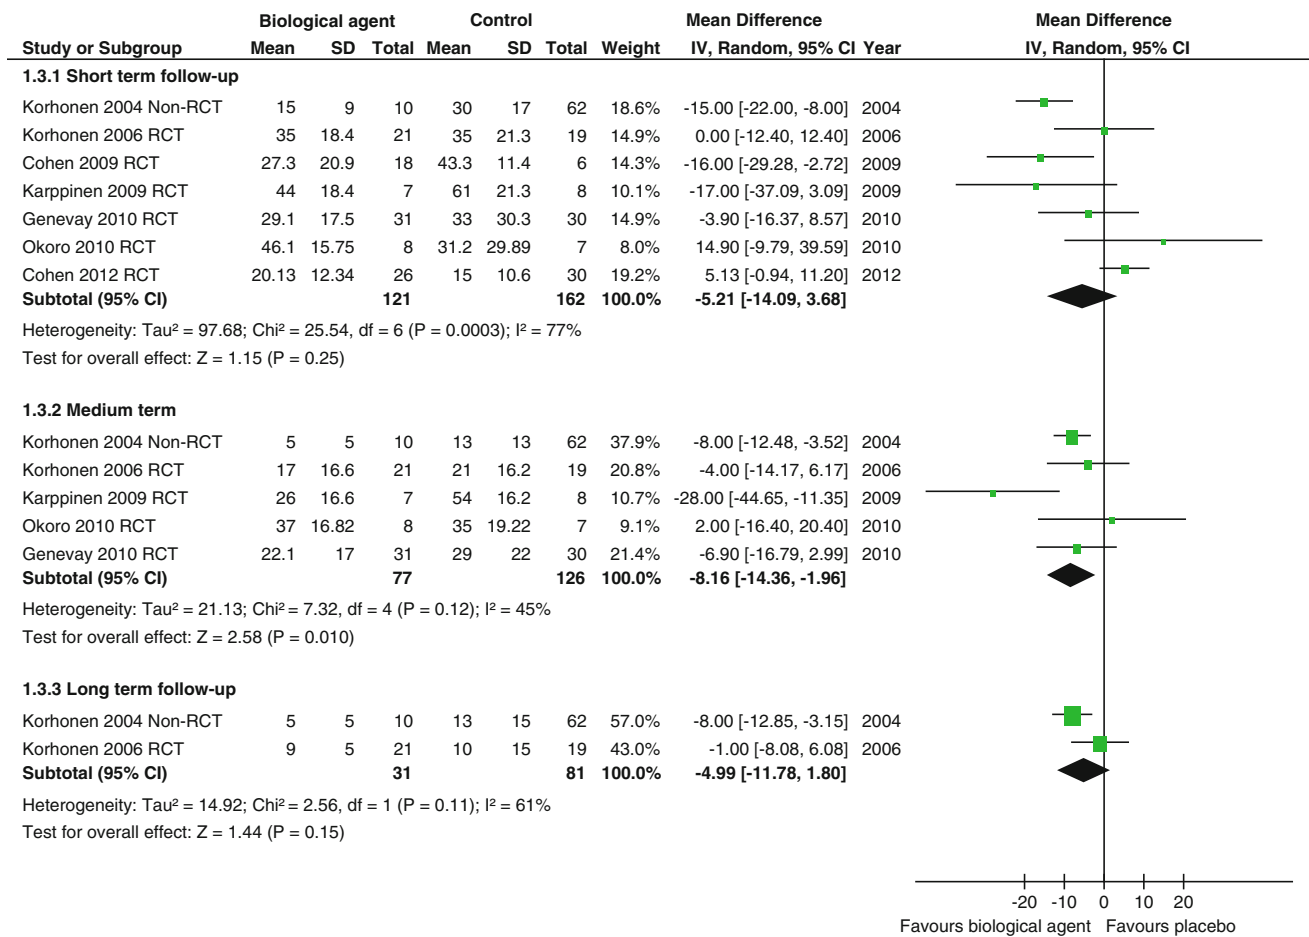 Biological agent Control Mean Difference Mean Difference
Study or Subgroup Mean SD Total Mean SD Total Weight IV, Random, 95% CI Year IV, Random, 95% CI
1.3.1 Short term follow-up
Korhonen 2004 Non-RCT 15 9 10 30 17 62 18.6% -15.00 [-22.00, -8.00] 2004
Korhonen 2006 RCT 35 18.4 21 35 21.3 19 14.9% 0.00 [-12.40, 12.40] 2006
Cohen 2009 RCT 27.3 20.9 18 43.3 11.4 6 14.3% -16.00 [-29.28, -2.72] 2009
Karppinen 2009 RCT 44 18.4 7 61 21.3 8 10.1% -17.00 [-37.09, 3.09] 2009
Genevay 2010 RCT 29.1 17.5 31 33 30.3 30 14.9% -3.90 [-16.37, 8.57] 2010
Okoro 2010 RCT 46.1 15.75 8 31.2 29.89 7 8.0% 14.90 [-9.79, 39.59] 2010
Cohen 2012 RCT 20.13 12.34 26 15 10.6 30 19.2% 5.13 [-0.94, 11.20] 2012
Subtotal (95% CI) 121 162 100.0% -5.21 [-14.09, 3.68]
Heterogeneity: Tau² = 97.68; Chi² = 25.54, df = 6 (P = 0.0003); I² = 77%
Test for overall effect: Z = 1.15 (P = 0.25)
1.3.2 Medium term
Korhonen 2004 Non-RCT 5 5 10 13 13 62 37.9% -8.00 [-12.48, -3.52] 2004
Korhonen 2006 RCT 17 16.6 21 21 16.2 19 20.8% -4.00 [-14.17, 6.17] 2006
Karppinen 2009 RCT 26 16.6 7 54 16.2 8 10.7% -28.00 [-44.65, -11.35] 2009
Okoro 2010 RCT 37 16.82 8 35 19.22 7 9.1% 2.00 [-16.40, 20.40] 2010
Genevay 2010 RCT 22.1 17 31 29 22 30 21.4% -6.90 [-16.79, 2.99] 2010
Subtotal (95% CI) 77 126 100.0% -8.16 [-14.36, -1.96]
Heterogeneity: Tau² = 21.13; Chi² = 7.32, df = 4 (P = 0.12); I² = 45%
Test for overall effect: Z = 2.58 (P = 0.010)
1.3.3 Long term follow-up
Korhonen 2004 Non-RCT 5 5 10 13 15 62 57.0% -8.00 [-12.85, -3.15] 2004
Korhonen 2006 RCT 9 5 21 10 15 19 43.0% -1.00 [-8.08, 6.08] 2006
Subtotal (95% CI) 31 81 100.0% -4.99 [-11.78, 1.80]
Heterogeneity: Tau² = 14.92; Chi² = 2.56, df = 1 (P = 0.11); I² = 61%
Test for overall effect: Z = 1.44 (P = 0.15)
-20 -10 0 10 20
Favours biological agent Favours placebo